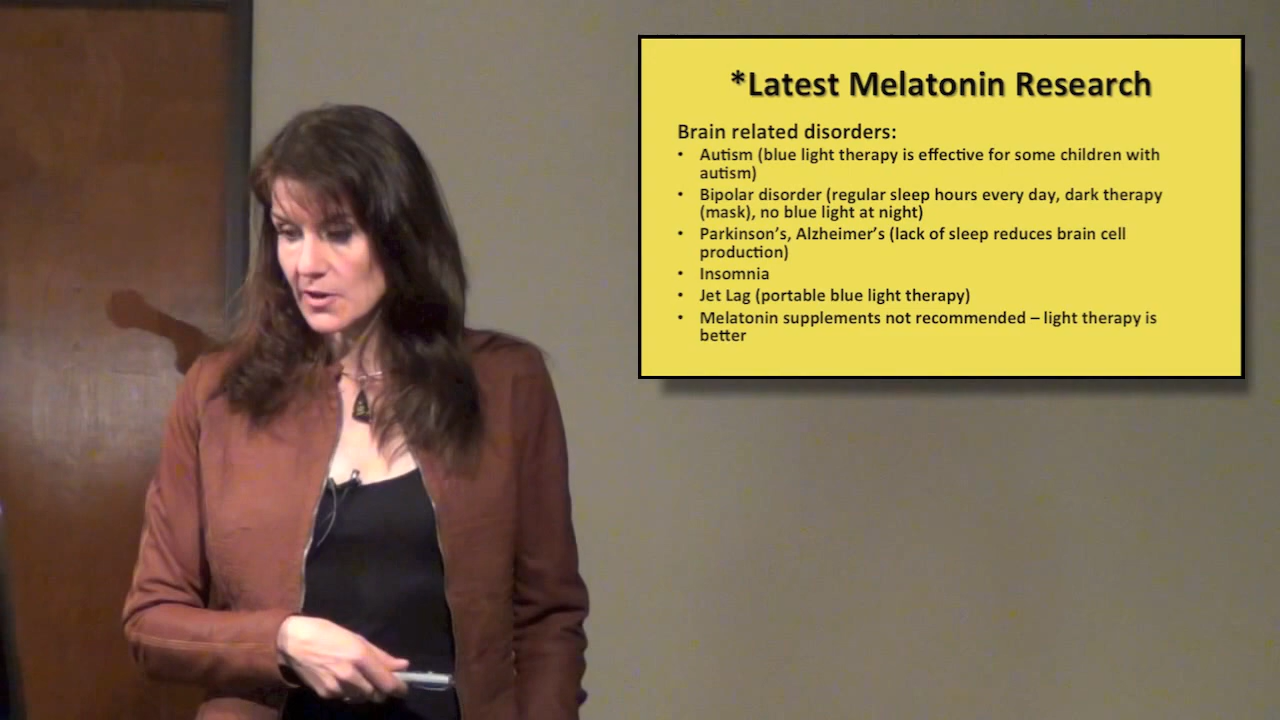 *Latest Melatonin Research
Brain related disorders:
• Autism (blue light therapy is effective for some children with
autism)
• Bipolar disorder (regular sleep hours every day, dark therapy
(mask), no blue light at night)
• Parkinson's, Alzheimer's (lack of sleep reduces brain cell
production)
• Insomnia
• Jet Lag (portable blue light therapy)
• Melatonin supplements not recommended – light therapy is
better